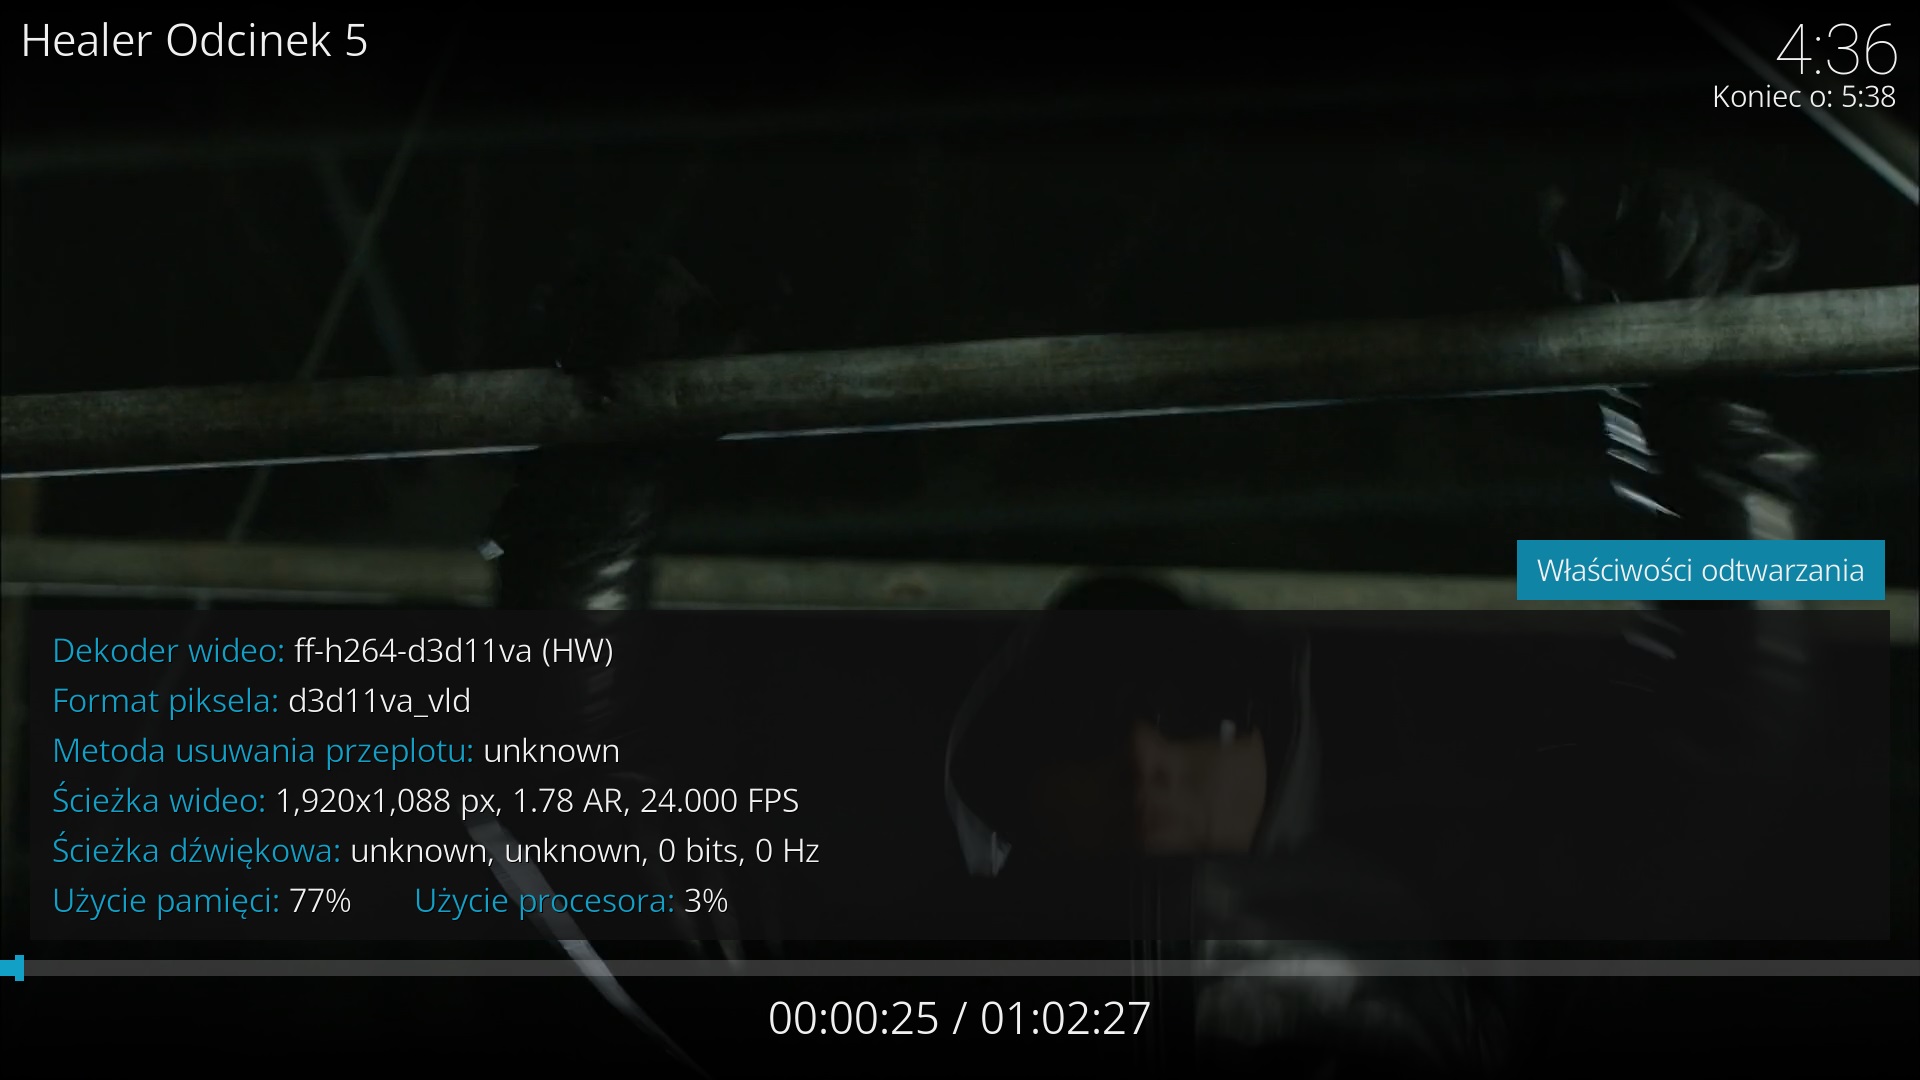 Healer Odcinek 5
4:36
Koniec o: 5:38
Właściwości odtwarzania
Dekoder wideo: ff-h264-d3d11va (HW)
Format piksela: d3d11va_vld
Metoda usuwania przeplotu: unknown
Ścieżka wideo: 1,920x1,088 px, 1.78 AR, 24.000 FPS
Ścieżka dźwiękowa: unknown, unknown, 0 bits, 0 Hz
Użycie pamięci: 77% Użycie procesora: 3%
00:00:25 / 01:02:27